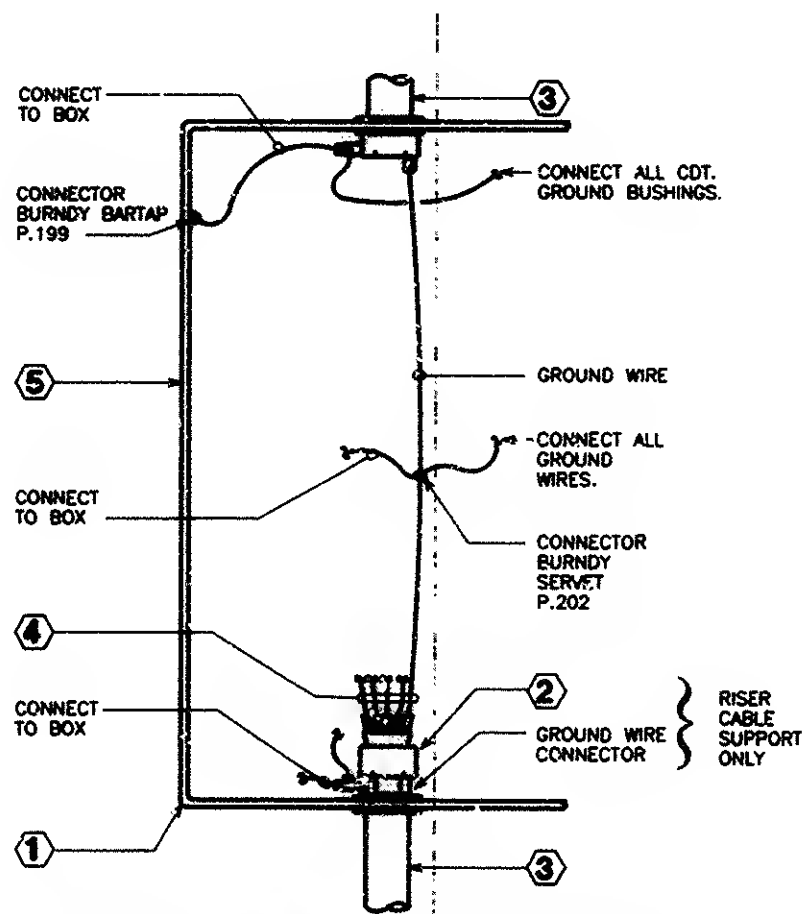 3
CONNECT
TO BOX
CONNECT ALL CDT.
GROUND BUSHINGS.
CONNECTOR
BURNDY BARTAP
P.199
5
GROUND WIRE
CONNECT ALL
GROUND
WIRES.
CONNECT
TO BOX
CONNECTOR
BURNDY
SERVET
P.202
4
2
CONNECT
TO BOX
GROUND WIRE
CONNECTOR
RISER
CABLE
SUPPORT
ONLY
1
3